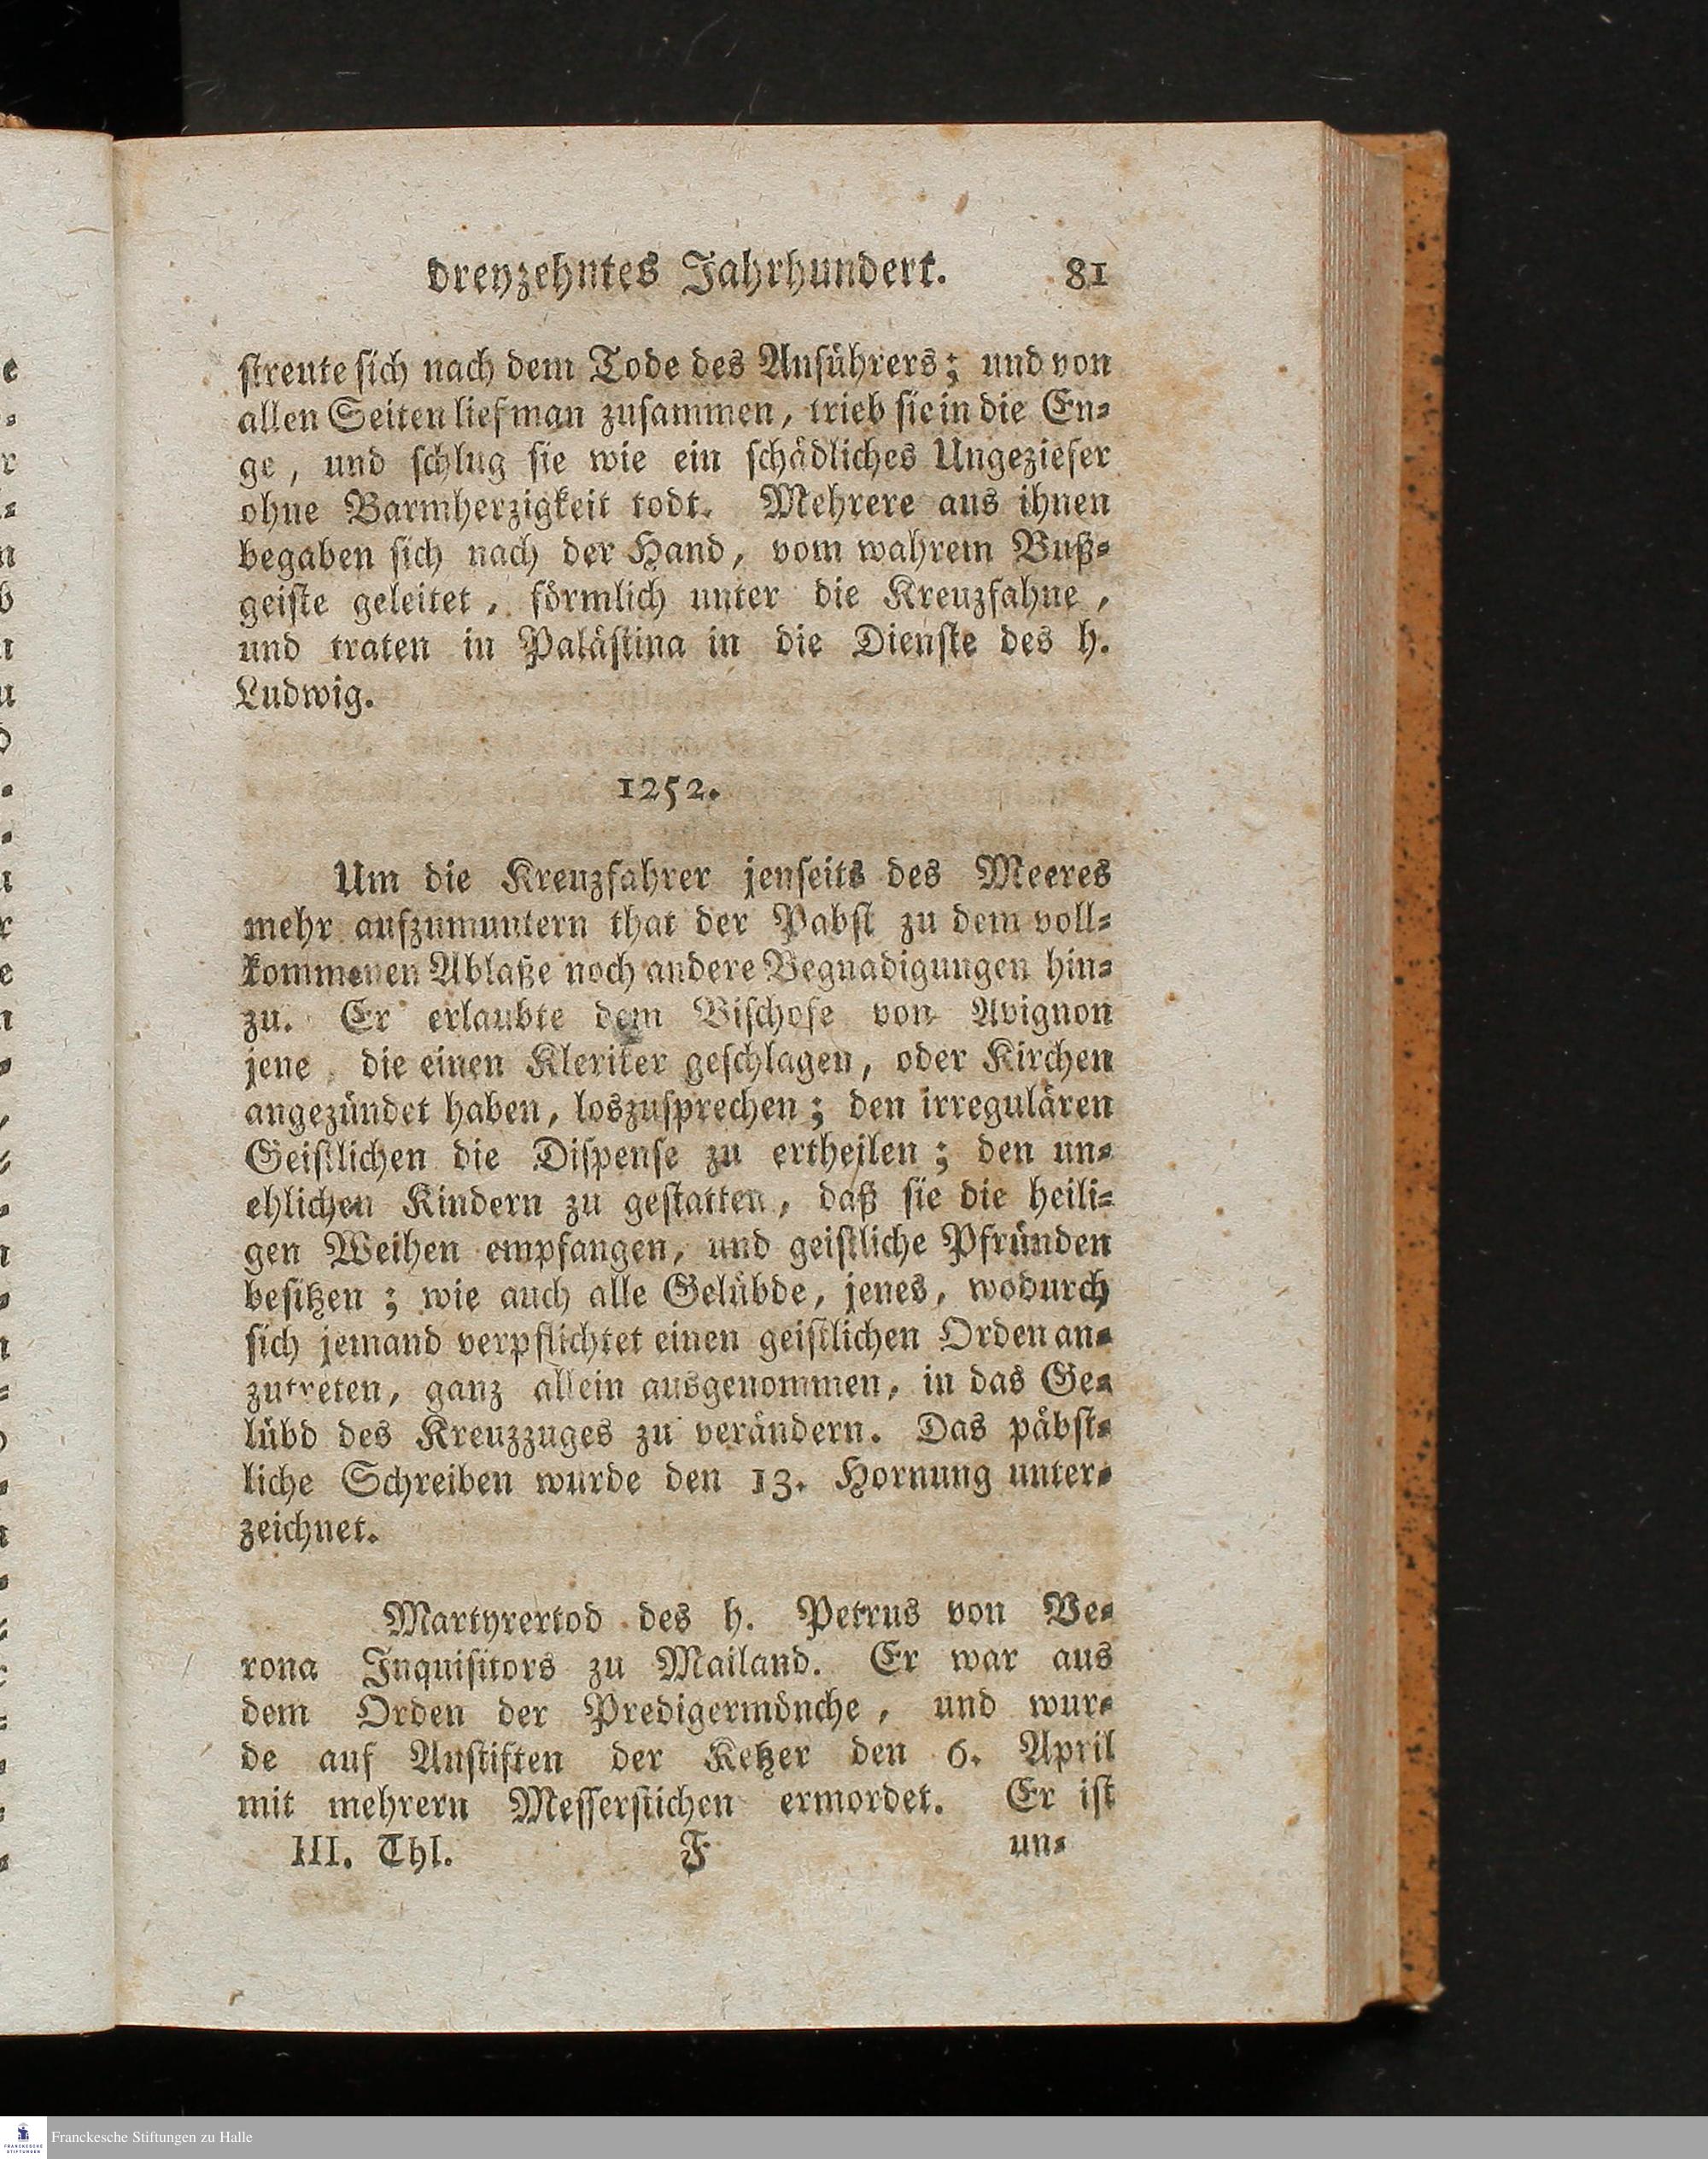 dreyzehntes Jahrhundert. 81
streute sich nach dem Tode des Anführers; und von
allen Seiten lief man zusammen, trieb sie in die En-
ge, und schlug sie wie ein schädliches Ungeziefer
ohne Barmherzigkeit todt. Mehrere aus ihnen
begaben sich nach der Hand, vom wahrem Buß-
geiste geleitet, förmlich unter die Kreuzfahne,
und traten in Palästina in die Dienste des h.
Ludwig.
1252.
Um die Kreuzfahrer jenseits des Meeres
mehr aufzumuntern that der Pabst zu dem voll-
kommenen Ablaße noch andere Begnadigungen hin-
zu. Er erlaubte dem Bischofe von Avignon
jene, die einen Kleriker geschlagen, oder Kirchen
angezündet haben, loszusprechen; den irregulären
Geistlichen die Dispense zu ertheilen; den un-
ehlichen Kindern zu gestatten, daß sie die heili-
gen Weihen empfangen, und geistliche Pfründen
besitzen; wie auch alle Gelübde, jenes, wodurch
sich jemand verpflichtet einen geistlichen Orden an-
zutreten, ganz allein ausgenommen, in das Ge-
lübd des Kreuzzuges zu verändern. Das päbst-
liche Schreiben wurde den 13. Hornung unter-
zeichnet.
Martyrertod des h. Petrus von Ve-
rona Inquisitors zu Mailand. Er war aus
dem Orden der Predigermönche, und wur-
de auf Anstiften der Ketzer den 6. April
mit mehrern Messerstichen ermordet. Er ist
III. Thl. F un-
Franckesche Stiftungen zu Halle